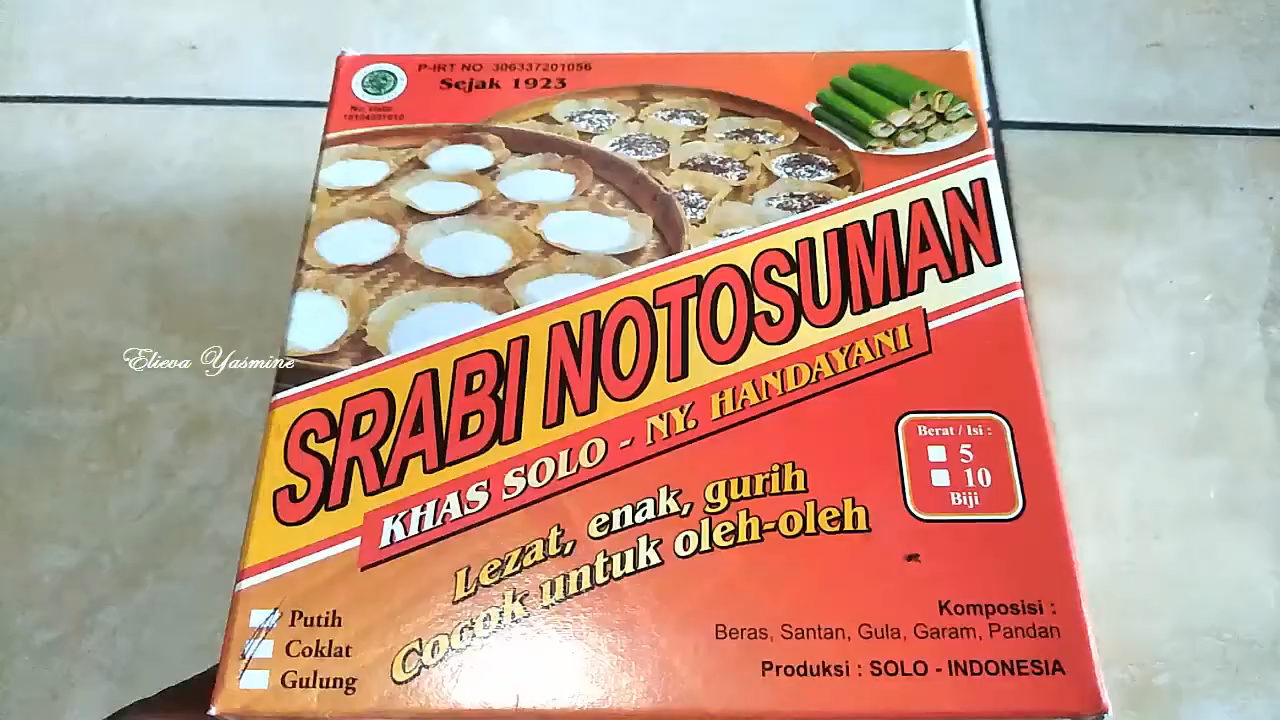 P-IRT NO 306337201056
Sejak 1923
SRABI NOTOSUMAN
KHAS SOLO - NY. HANDAYANI
Lezat, enak, gurih
Cocok untuk oleh-oleh
Berat / Isi :
5
10
Biji
Putih
Coklat
Gulung
Komposisi :
Beras, Santan, Gula, Garam, Pandan
Produksi : SOLO - INDONESIA
Elieva Yasmine